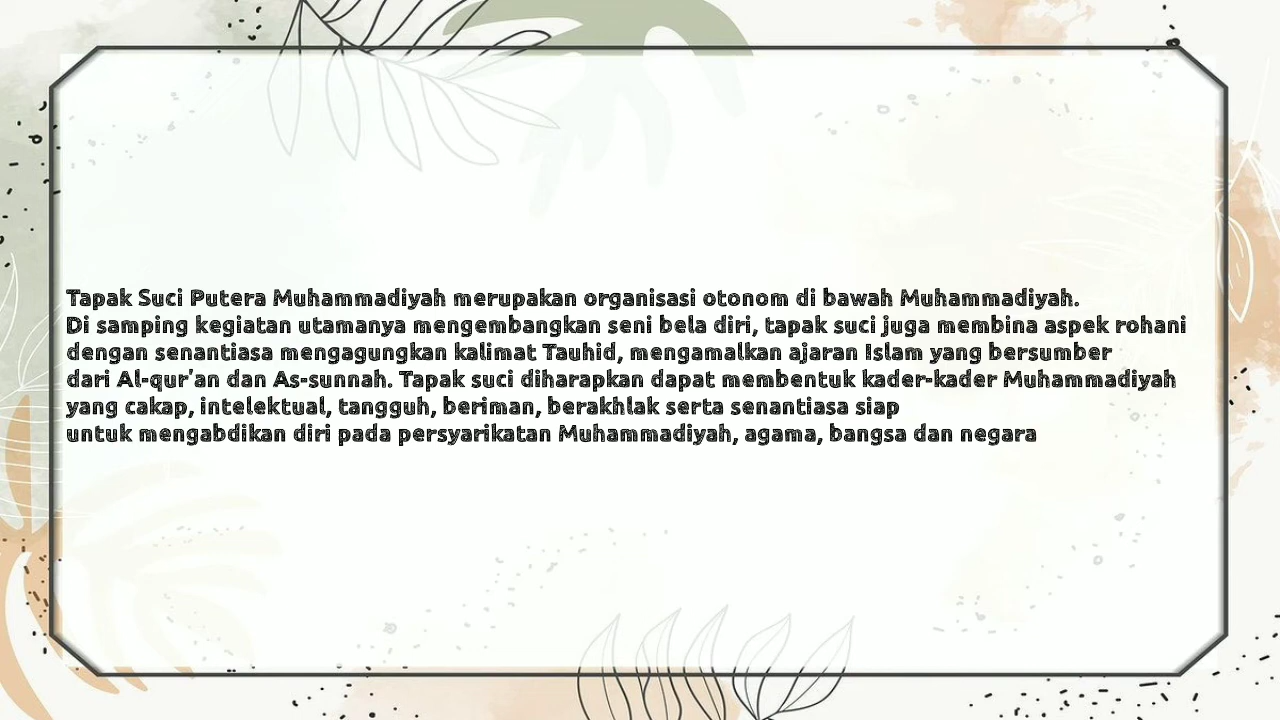 Tapak Suci Putera Muhammadiyah merupakan organisasi otonom di bawah Muhammadiyah.
Di samping kegiatan utamanya mengembangkan seni bela diri, tapak suci juga membina aspek rohani
dengan senantiasa mengagungkan kalimat Tauhid, mengamalkan ajaran Islam yang bersumber
dari Al-qur'an dan As-sunnah. Tapak suci diharapkan dapat membentuk kader-kader Muhammadiyah
yang cakap, intelektual, tangguh, beriman, berakhlak serta senantiasa siap
untuk mengabdikan diri pada persyarikatan Muhammadiyah, agama, bangsa dan negara